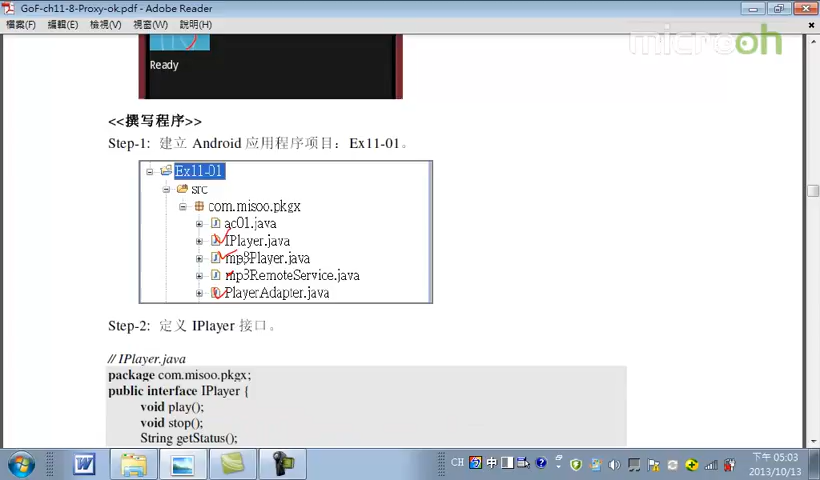 GoF-ch11-8-Proxy-ok.pdf - Adobe Reader
檔案(F) 編輯(E) 檢視(V) 視窗(W) 說明(H)
microoh
Ready
<<撰写程序>>
Step-1: 建立 Android 应用程序项目：Ex11-01。
Ex11-01
src
com.misoo.pkgx
ac01.java
IPlayer.java
mp3Player.java
mp3RemoteService.java
PlayerAdapter.java
Step-2: 定义 IPlayer 接口。
// IPlayer.java
package com.misoo.pkgx;
public interface IPlayer {
void play();
void stop();
String getStatus();
CH 中
下午 05:03
2013/10/13